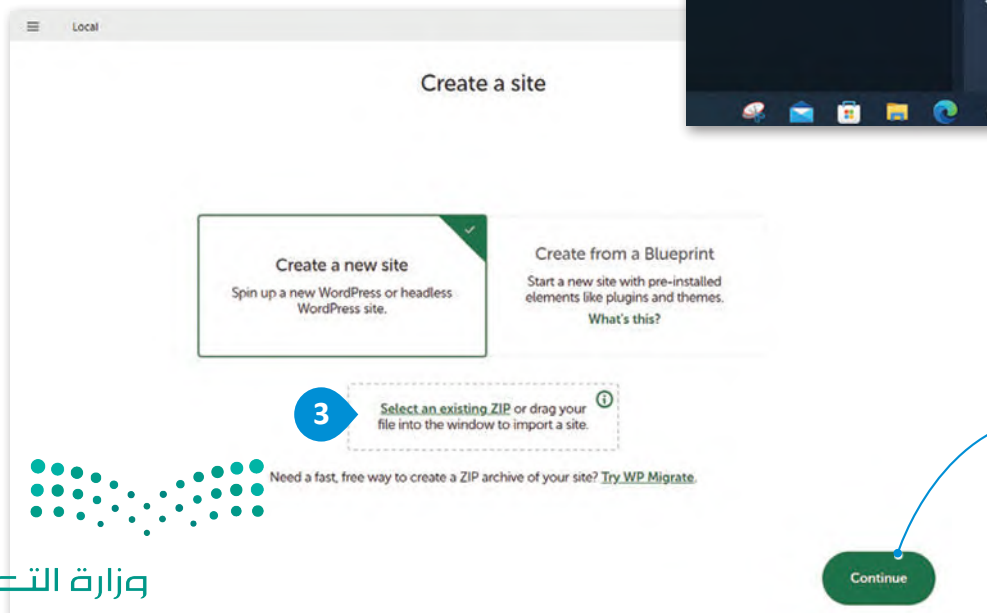 Local
Create a site
Create a new site
Spin up a new WordPress or headless
WordPress site.
Create from a Blueprint
Start a new site with pre-installed
elements like plugins and themes.
What's this?
3
Select an existing ZIP or drag your
file into the window to import a site.
Need a fast, free way to create a ZIP archive of your site? Try WP Migrate.
Continue
وزارة